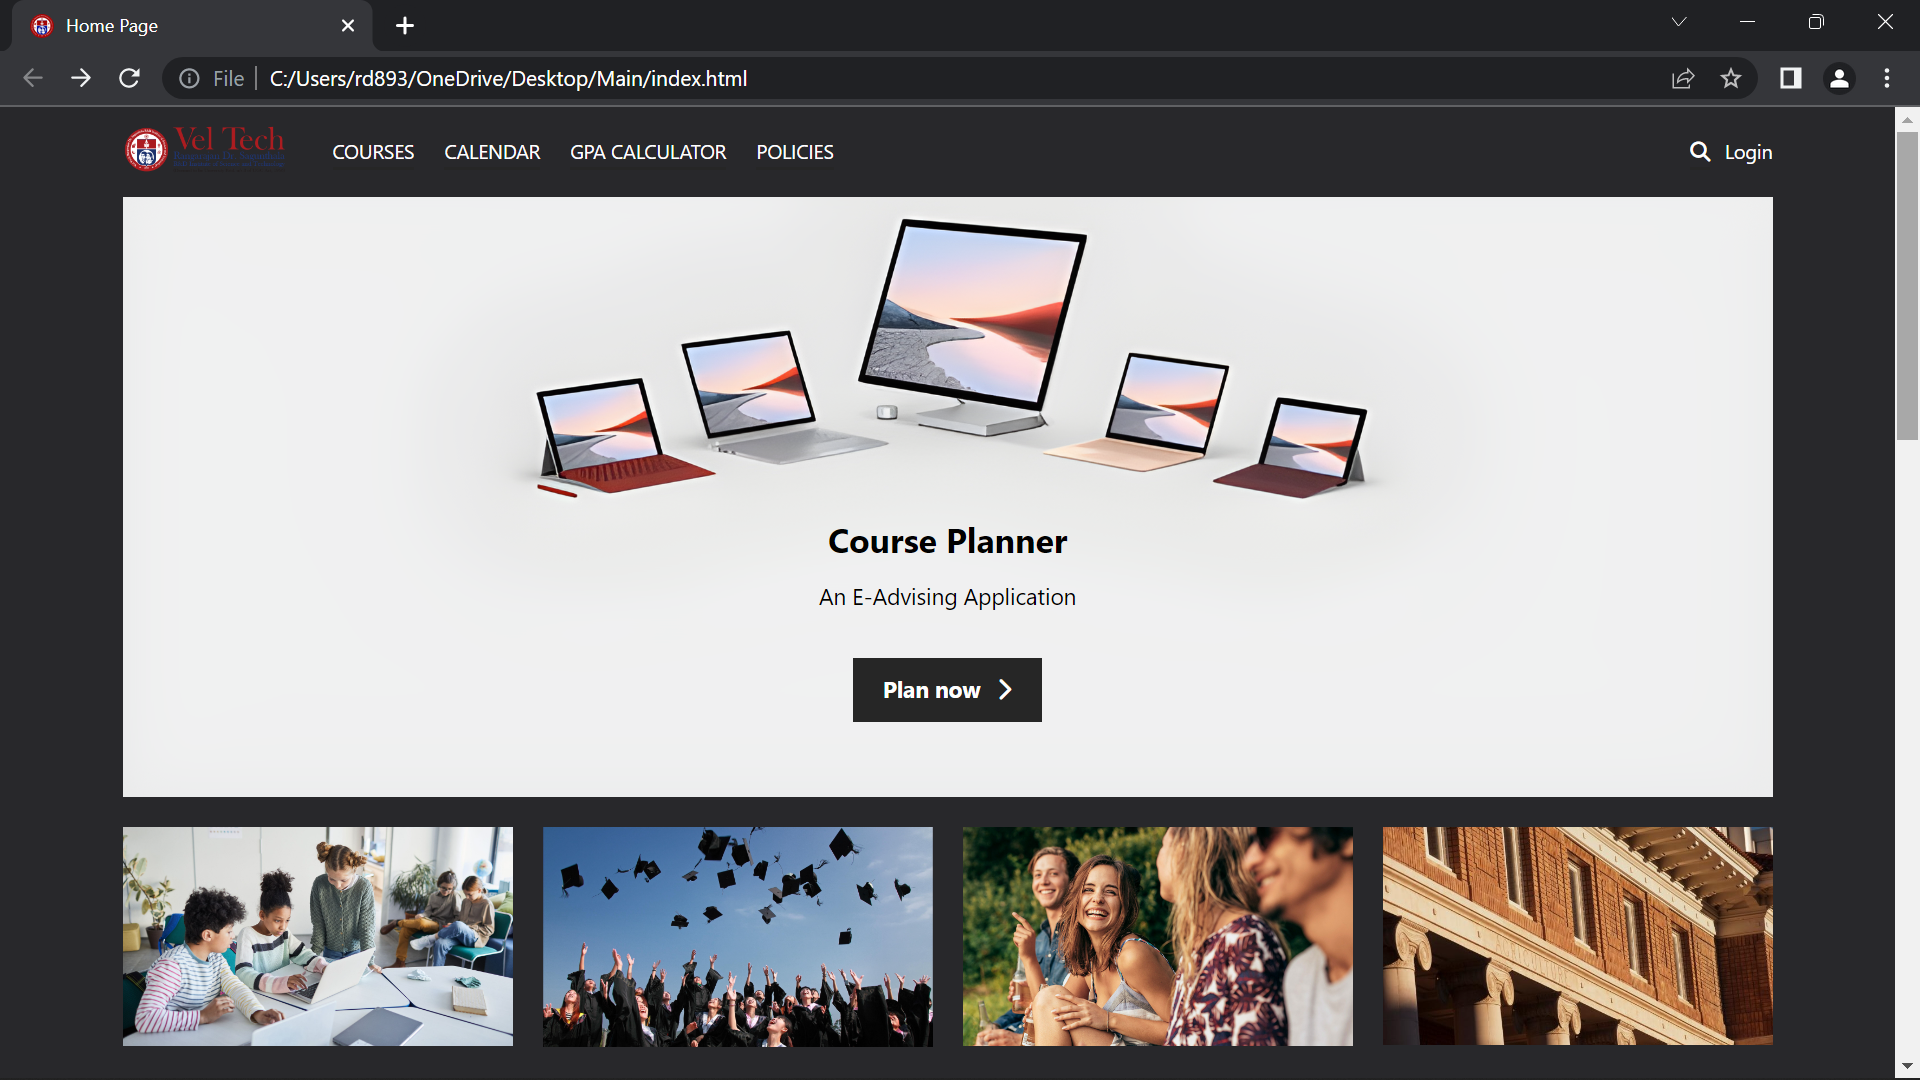 Home Page
File
C:/Users/rd893/OneDrive/Desktop/Main/index.html
Vel Tech
COURSES
CALENDAR
GPA CALCULATOR
POLICIES
Login
Course Planner
An E-Advising Application
Plan now